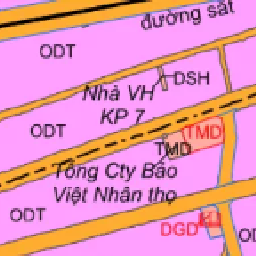 đường sắt
ODT
DSH
Nhà VH
KP 7
ODT
TMD
TMD
Tổng Cty Bảo
Việt Nhân thọ
ODT
DGD